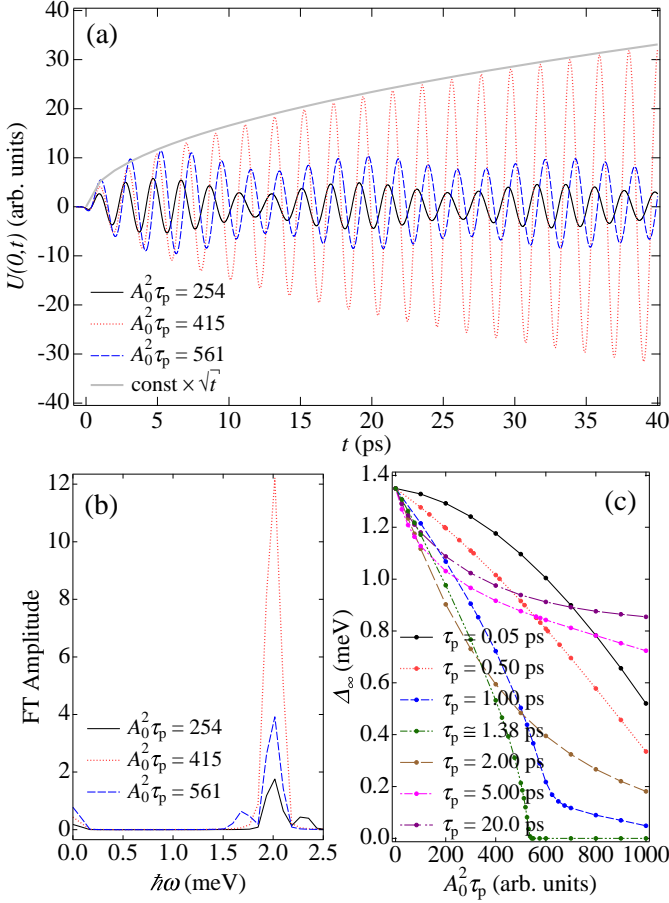 (a)
40
30
20
10
0
-10
-20
-30
-40
U(0,t) (arb. units)
A₀²τₚ = 254
A₀²τₚ = 415
A₀²τₚ = 561
const × √t
0 5 10 15 20 25 30 35 40
t (ps)
(b)
12
10
8
6
4
2
0
FT Amplitude
A₀²τₚ = 254
A₀²τₚ = 415
A₀²τₚ = 561
0.0 0.5 1.0 1.5 2.0 2.5
ℏω (meV)
(c)
1.4
1.2
1.0
0.8
0.6
0.4
0.2
0.0
Δ∞ (meV)
τₚ = 0.05 ps
τₚ = 0.50 ps
τₚ = 1.00 ps
τₚ ≅ 1.38 ps
τₚ = 2.00 ps
τₚ = 5.00 ps
τₚ = 20.0 ps
0 200 400 600 800 1000
A₀²τₚ (arb. units)